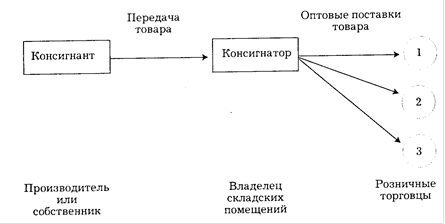 Передача
товара
Оптовые поставки
товара
Консигнант
Консигнатор
1
2
3
Производитель
или
собственник
Владелец
складских
помещений
Розничные
торговцы